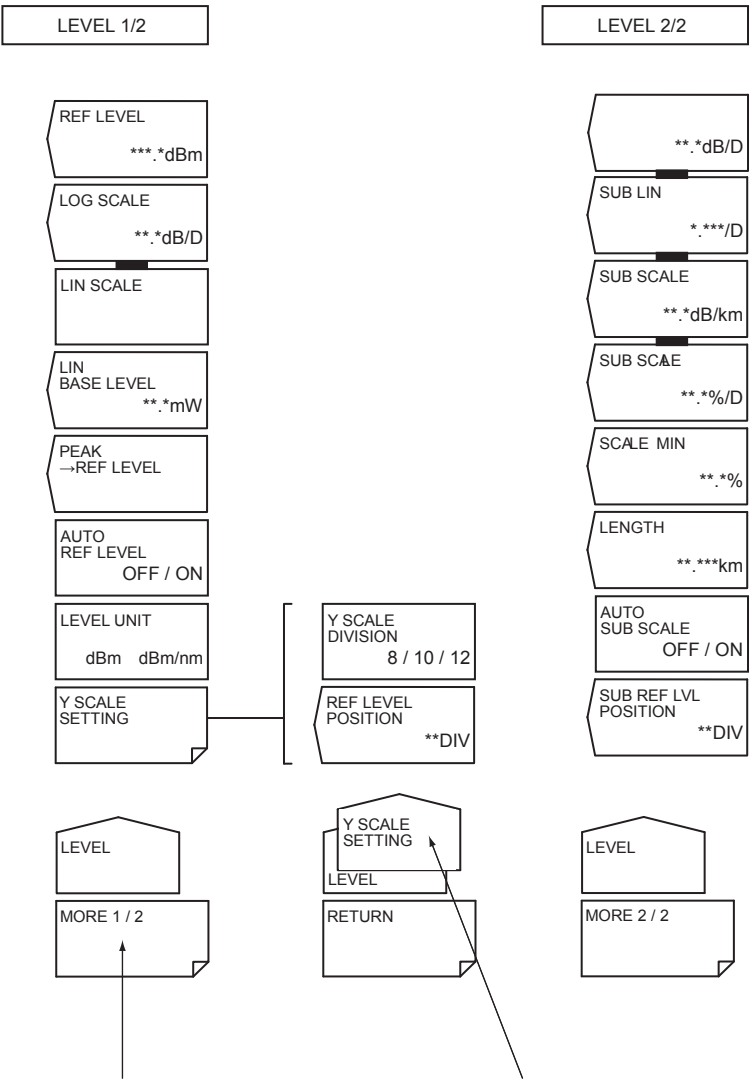 LEVEL 1/2
REF LEVEL
***.*dBm
LOG SCALE
**.*dB/D
LIN SCALE
LIN
BASE LEVEL
**.*mW
PEAK
→REF LEVEL
AUTO
REF LEVEL
OFF / ON
LEVEL UNIT
dBm dBm/nm
Y SCALE
SETTING
LEVEL
MORE 1 / 2
Y SCALE
DIVISION
8 / 10 / 12
REF LEVEL
POSITION
**DIV
Y SCALE
SETTING
LEVEL
RETURN
LEVEL 2/2
**.*dB/D
SUB LIN
*.***/D
SUB SCALE
**.*dB/km
SUB SCALE
**.*%/D
SCALE MIN
**.*%
LENGTH
**.***km
AUTO
SUB SCALE
OFF / ON
SUB REF LVL
POSITION
**DIV
LEVEL
MORE 2 / 2